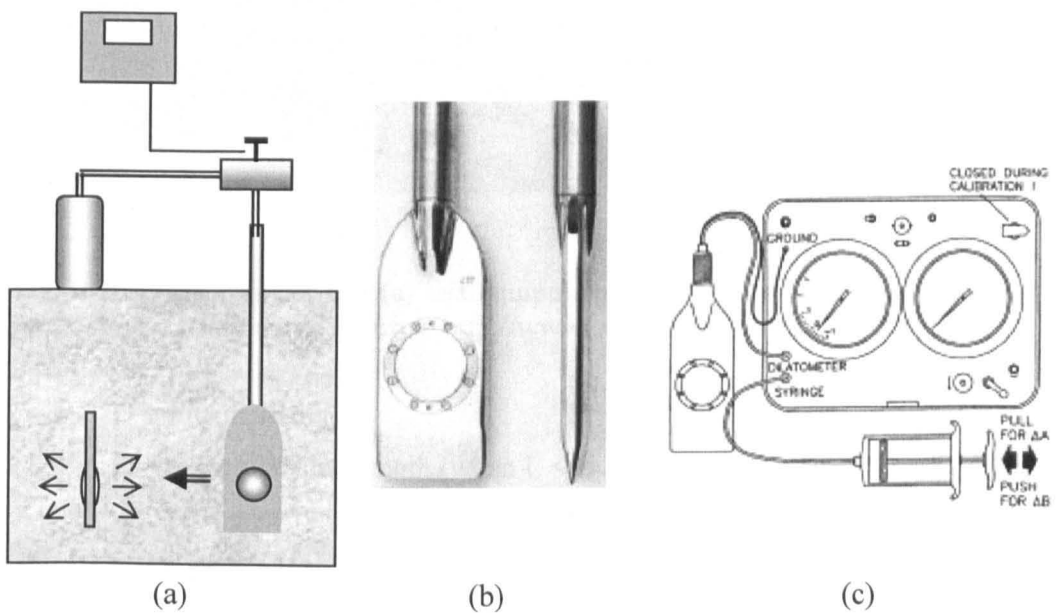 CLOSED DURING
CALIBRATION !
GROUND
DILATOMETER
SYRINGE
PULL
FOR ΔA
PUSH
FOR ΔB
(a)
(b)
(c)